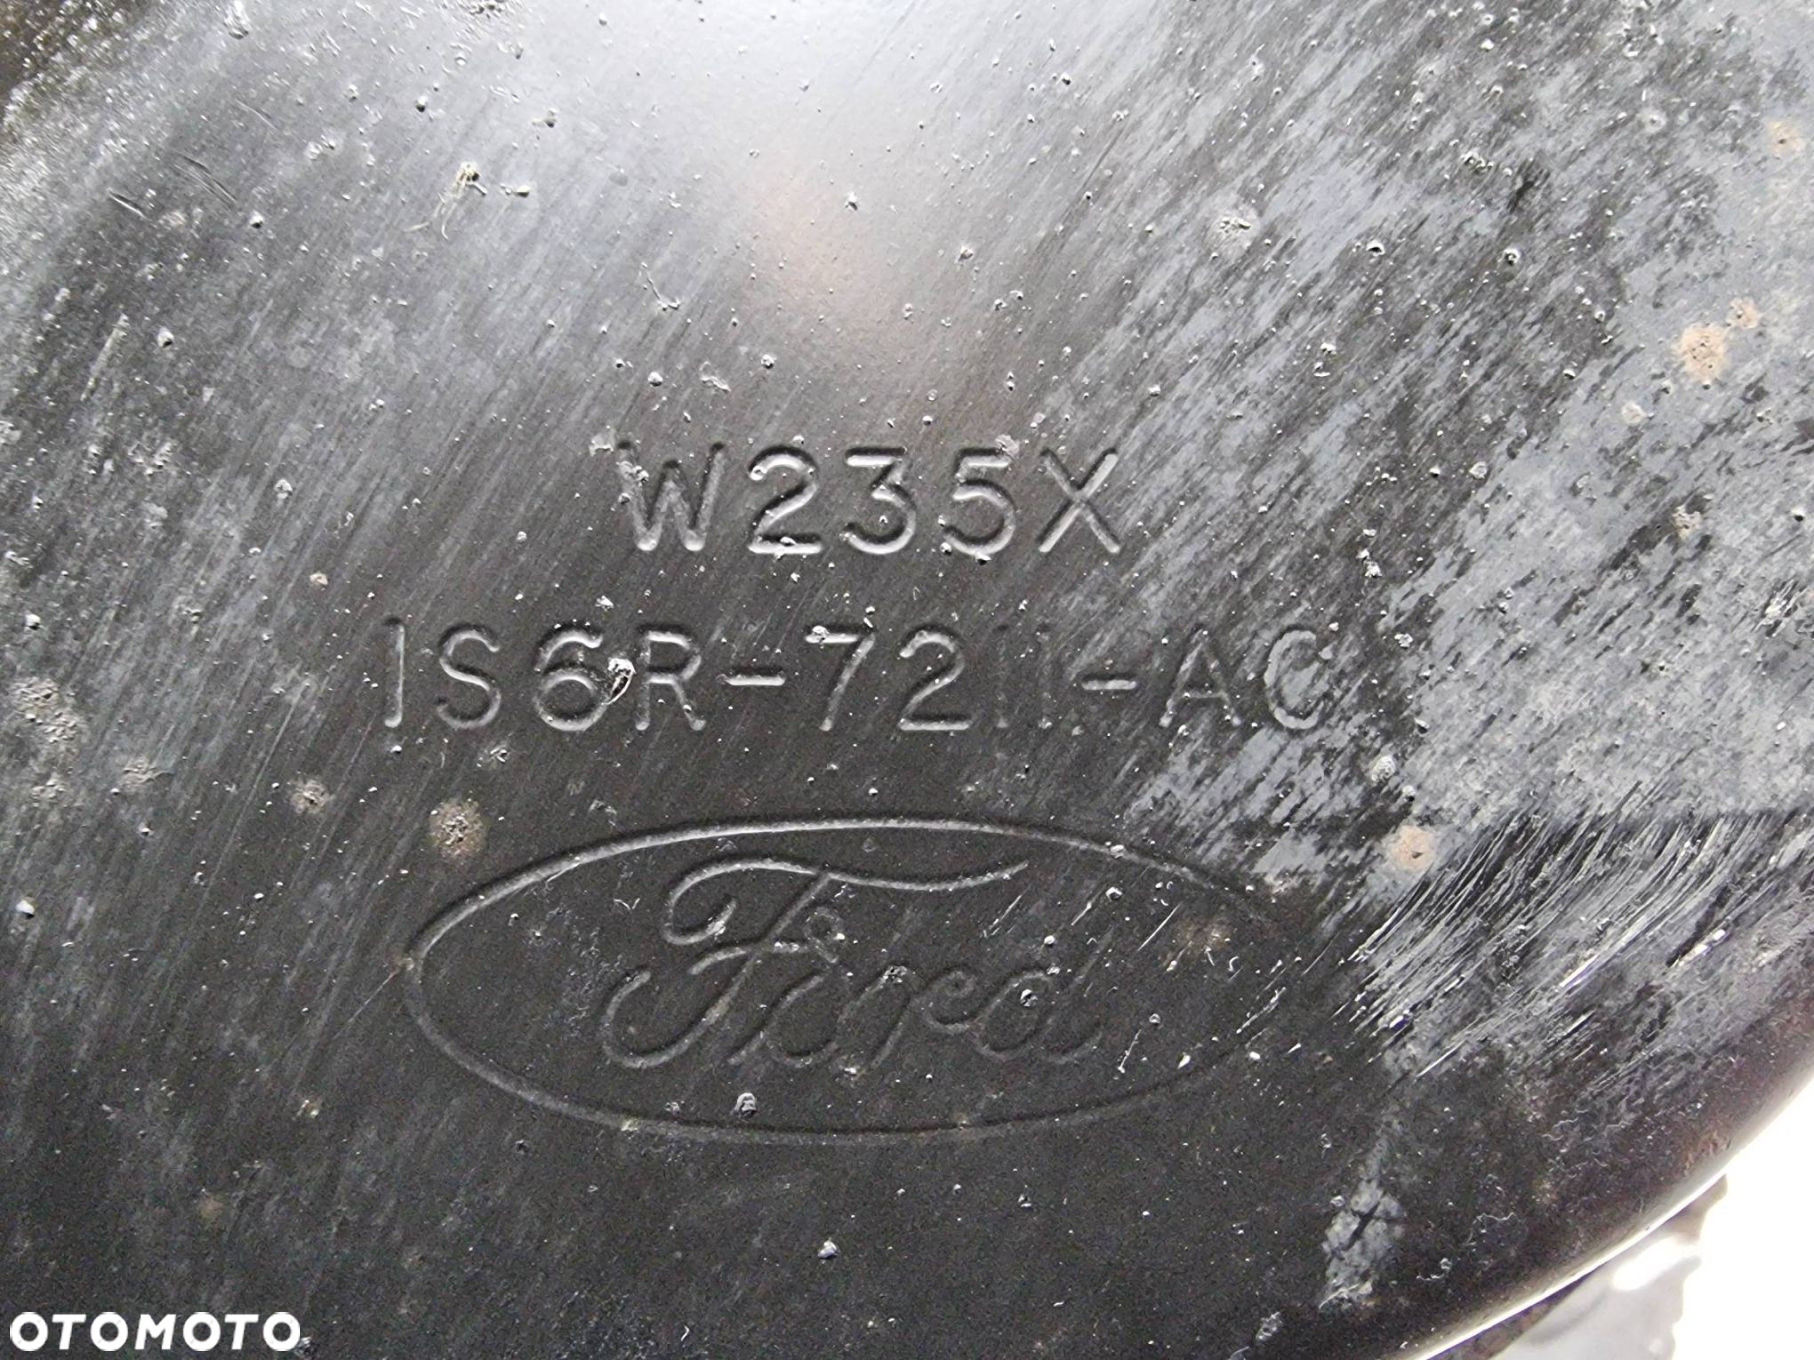 W235X
1S6R-7211-AC
Ford
OTOMOTO